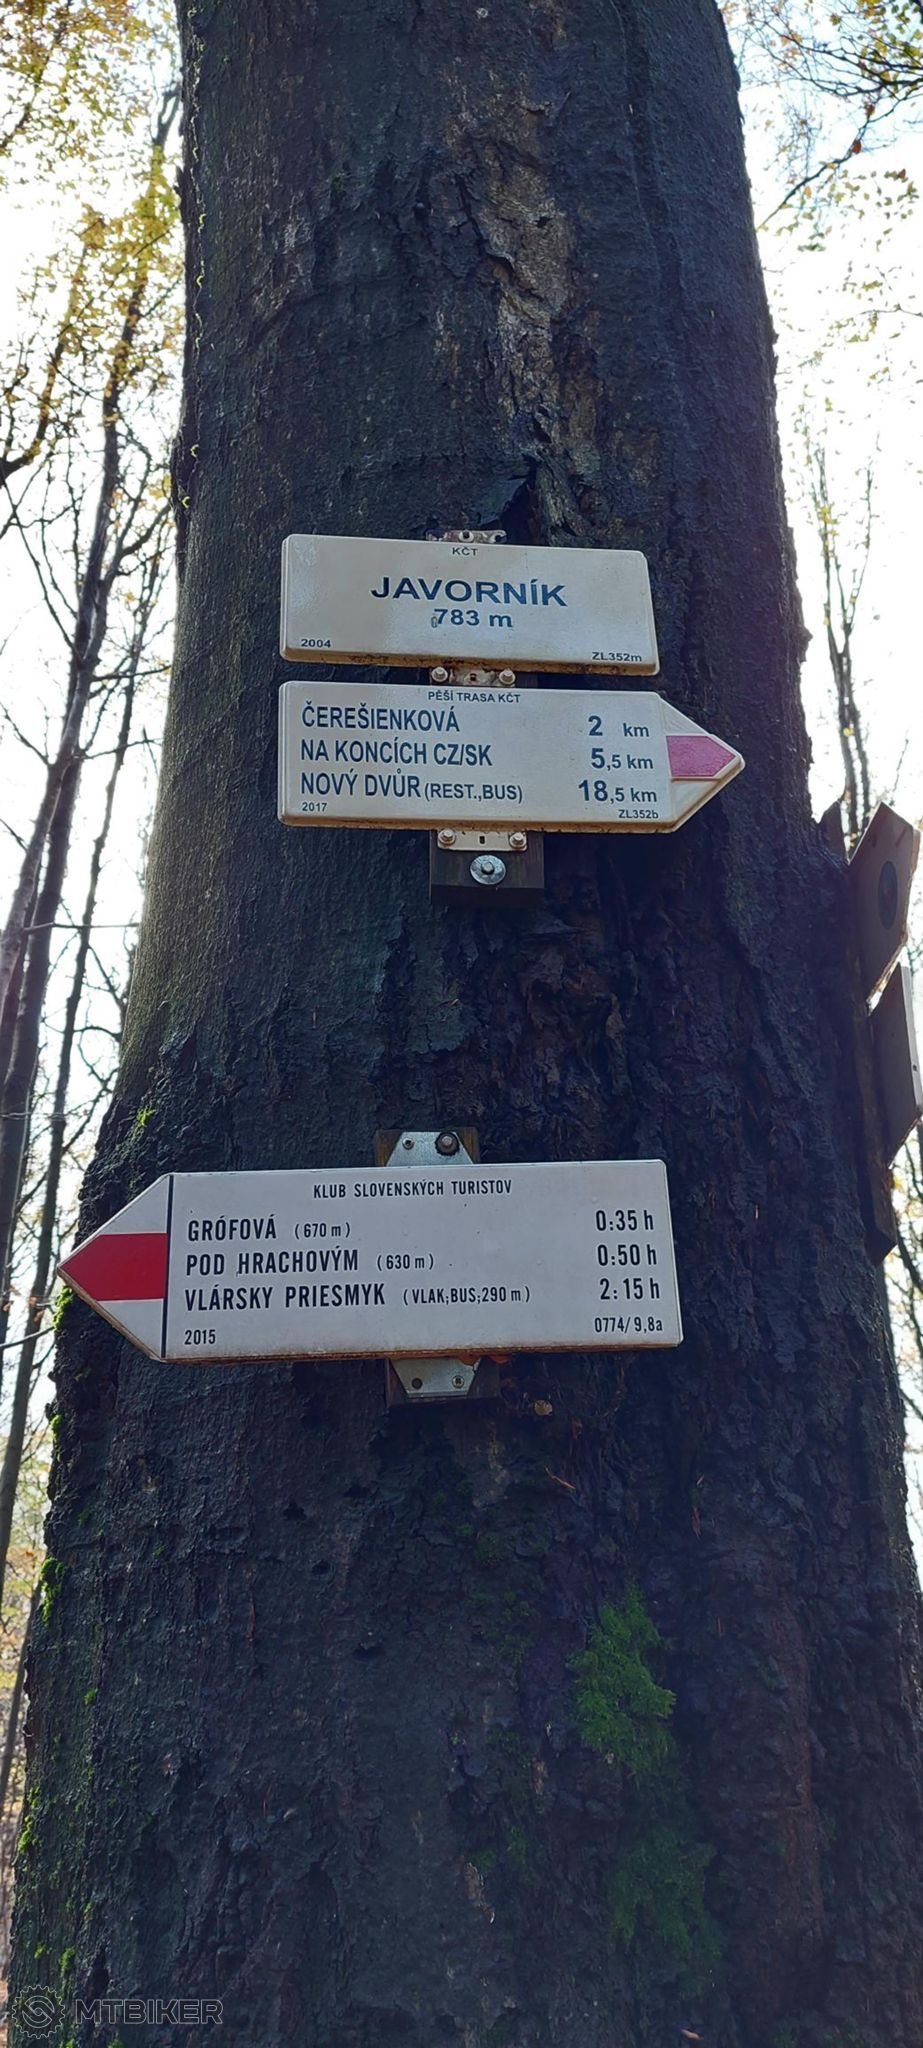 KČT
JAVORNÍK
783 m
2004 ZL352m
PĚŠÍ TRASA KČT
ČEREŠIENKOVÁ 2 km
NA KONCÍCH CZ/SK 5,5 km
NOVÝ DVŮR (REST.,BUS) 18,5 km
2017 ZL352b
KLUB SLOVENSKÝCH TURISTOV
GRÓFOVÁ (670 m) 0:35 h
POD HRACHOVÝM (630 m) 0:50 h
VLÁRSKY PRIESMYK (VLAK;BUS;290 m) 2:15 h
2015 0774/9,8a
MTBIKER